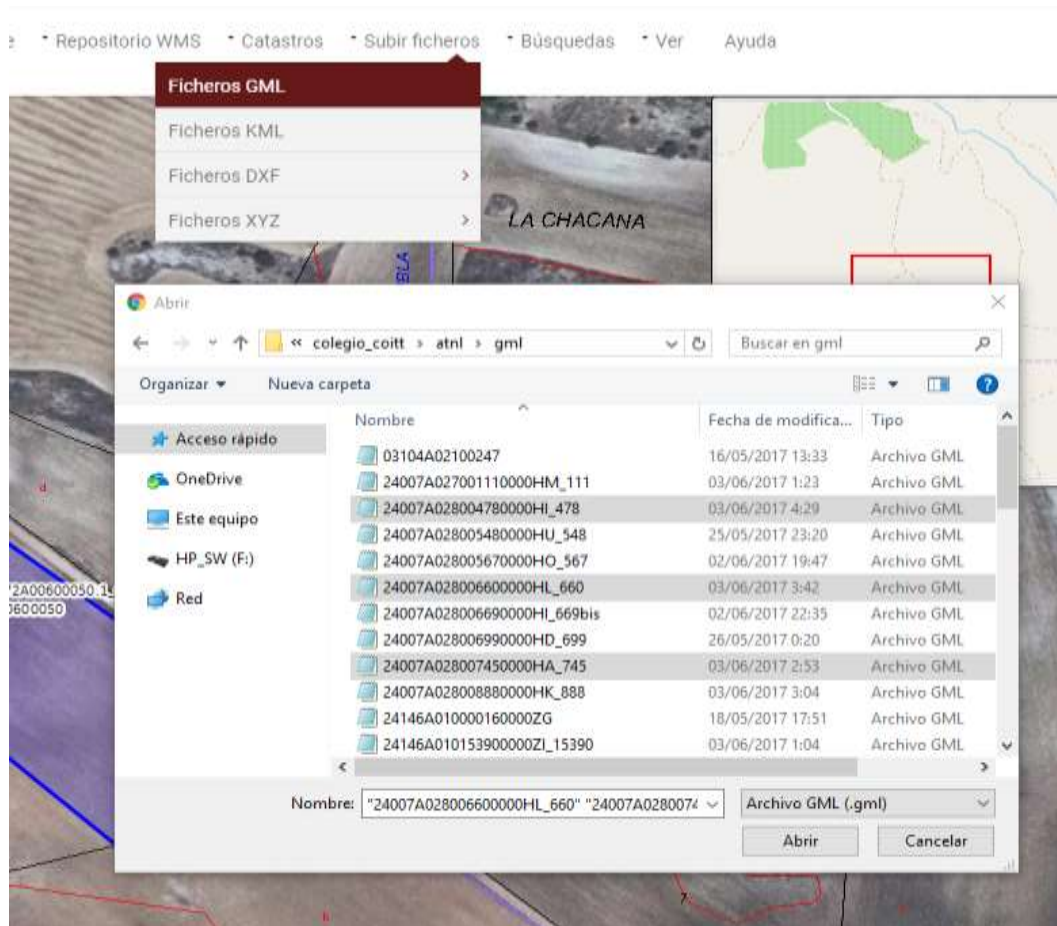 Repositorio WMS Catastros Subir ficheros Búsquedas Ver Ayuda
Ficheros GML
Ficheros KML
Ficheros DXF
Ficheros XYZ
LA CHACANA
BLA
Abrir
« colegio_coitt › atnl › gml
Buscar en gml
Organizar Nueva carpeta
Nombre Fecha de modifica... Tipo
Acceso rápido
OneDrive
Este equipo
HP_SW (F:)
Red
03104A02100247 16/05/2017 13:33 Archivo GML
24007A027001110000HM_111 03/06/2017 1:23 Archivo GML
24007A028004780000HI_478 03/06/2017 4:29 Archivo GML
24007A028005480000HU_548 25/05/2017 23:20 Archivo GML
24007A028005670000HO_567 02/06/2017 19:47 Archivo GML
24007A028006600000HL_660 03/06/2017 3:42 Archivo GML
24007A028006690000HI_669bis 02/06/2017 22:35 Archivo GML
24007A028006990000HD_699 26/05/2017 0:20 Archivo GML
24007A028007450000HA_745 03/06/2017 2:53 Archivo GML
24007A028008880000HK_888 03/06/2017 3:04 Archivo GML
24146A010000160000ZG 18/05/2017 17:51 Archivo GML
24146A010153900000ZI_15390 03/06/2017 1:04 Archivo GML
d
2A00600050.1
0600050
Nombre: "24007A028006600000HL_660" "24007A0280074
Archivo GML (.gml)
Abrir Cancelar
7
b